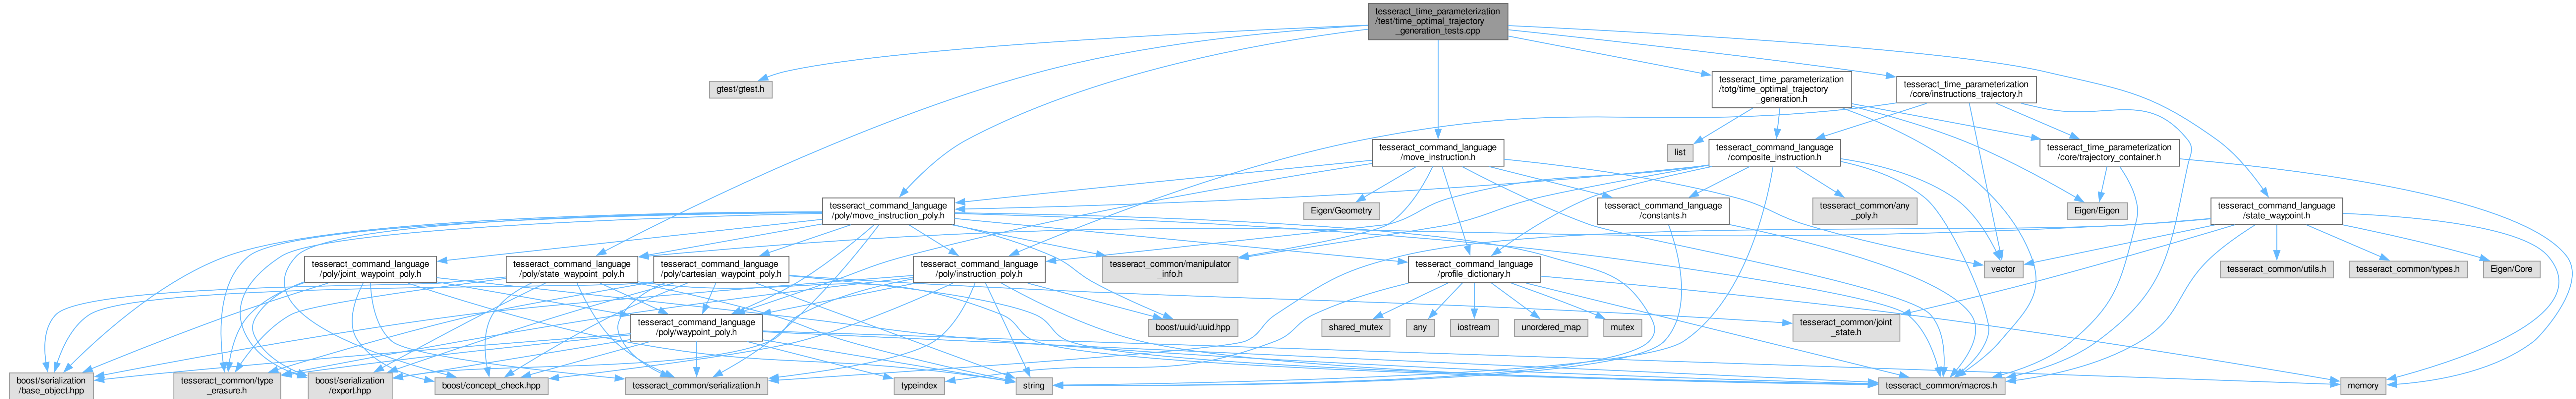 tesseract_time_parameterization
/test/time_optimal_trajectory
_generation_tests.cpp
gtest/gtest.h
tesseract_time_parameterization
/totg/time_optimal_trajectory
_generation.h
tesseract_time_parameterization
/core/instructions_trajectory.h
list
tesseract_command_language
/move_instruction.h
tesseract_command_language
/composite_instruction.h
tesseract_time_parameterization
/core/trajectory_container.h
tesseract_command_language
/poly/move_instruction_poly.h
Eigen/Geometry
tesseract_command_language
/constants.h
tesseract_common/any
_poly.h
Eigen/Eigen
tesseract_command_language
/state_waypoint.h
tesseract_command_language
/poly/joint_waypoint_poly.h
tesseract_command_language
/poly/state_waypoint_poly.h
tesseract_command_language
/poly/cartesian_waypoint_poly.h
tesseract_command_language
/poly/instruction_poly.h
tesseract_common/manipulator
_info.h
tesseract_command_language
/profile_dictionary.h
vector
tesseract_common/utils.h
tesseract_common/types.h
Eigen/Core
tesseract_command_language
/poly/waypoint_poly.h
boost/uuid/uuid.hpp
shared_mutex
any
iostream
unordered_map
mutex
tesseract_common/joint
_state.h
boost/serialization
/base_object.hpp
tesseract_common/type
_erasure.h
boost/serialization
/export.hpp
boost/concept_check.hpp
tesseract_common/serialization.h
typeindex
string
tesseract_common/macros.h
memory